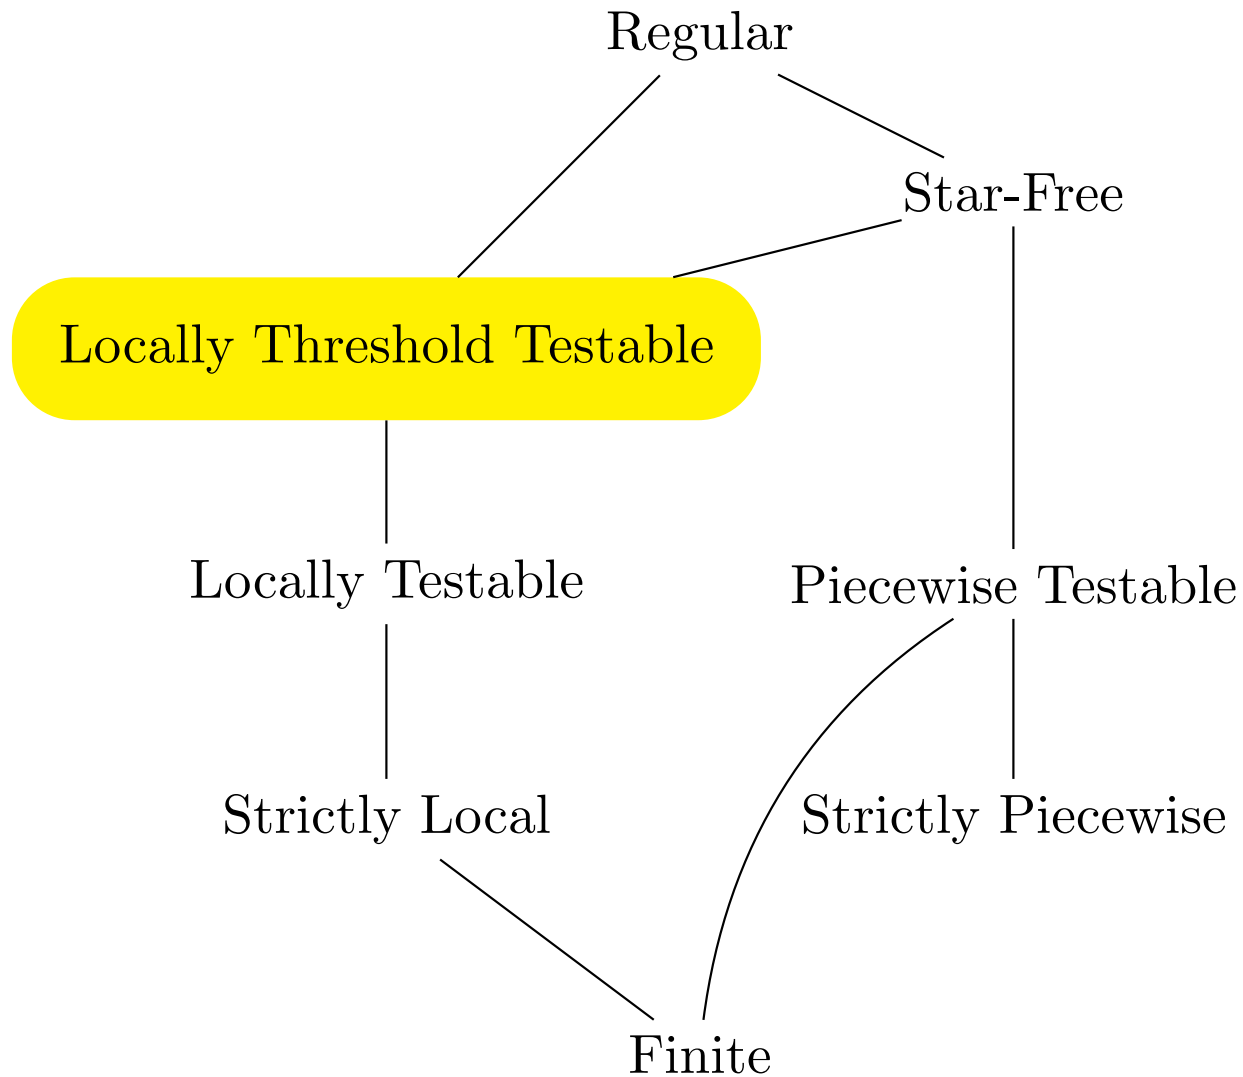 Regular
Star-Free
Locally Threshold Testable
Locally Testable
Piecewise Testable
Strictly Local
Strictly Piecewise
Finite